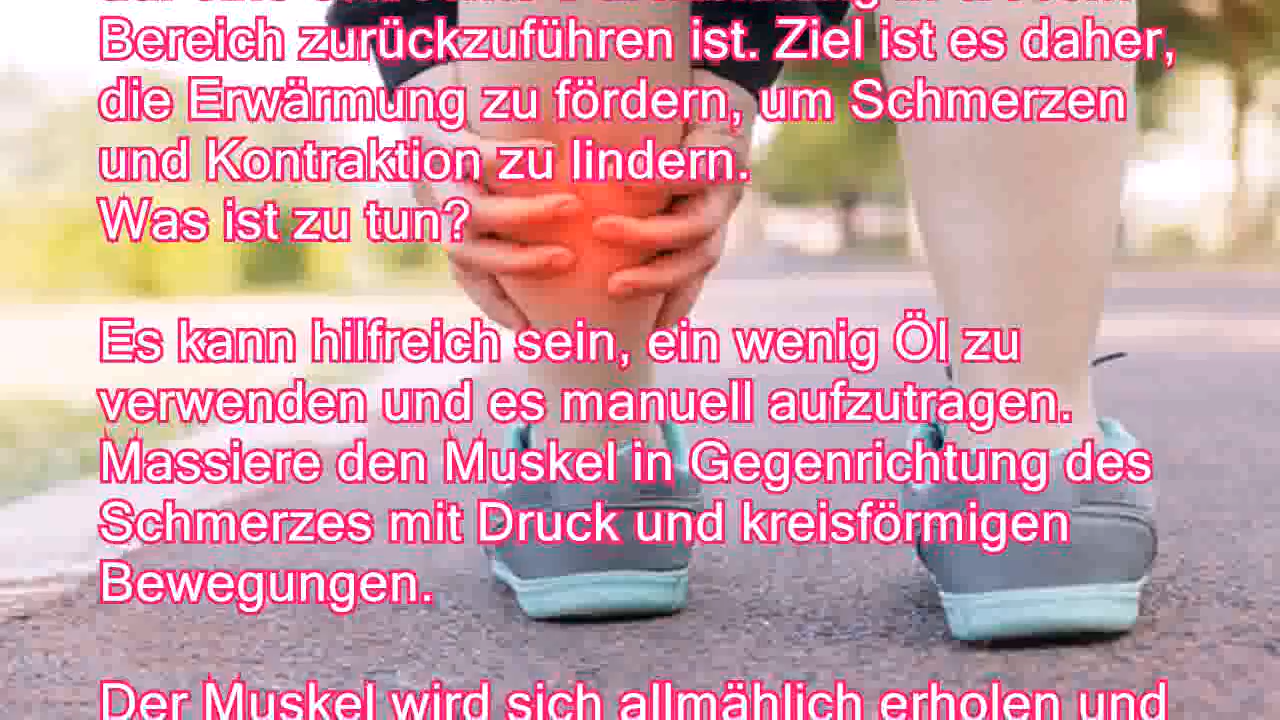 Bereich zurückzuführen ist. Ziel ist es daher,
die Erwärmung zu fördern, um Schmerzen
und Kontraktion zu lindern.
Was ist zu tun?
Es kann hilfreich sein, ein wenig Öl zu
verwenden und es manuell aufzutragen.
Massiere den Muskel in Gegenrichtung des
Schmerzes mit Druck und kreisförmigen
Bewegungen.
Der Muskel wird sich allmählich erholen und